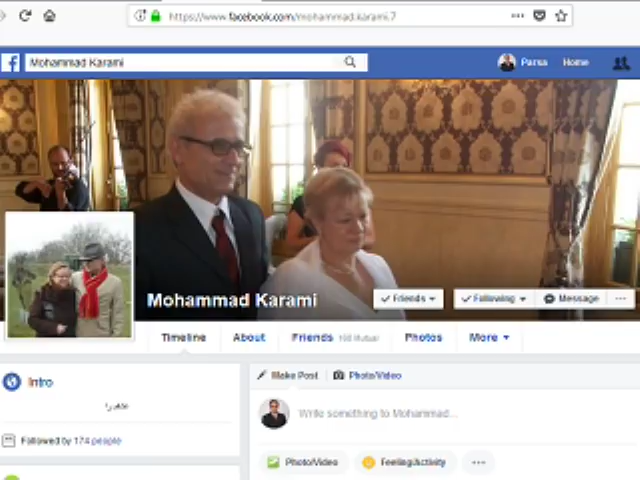 https://www.facebook.com/mohammad.karami.7
Mohammad Karami
Parsa Home
Mohammad Karami
Friends Following Message
Timeline About Friends 100 Mutual Photos More
Intro
Followed by 174 people
Make Post Photo/Video
Write something to Mohammad...
Photo/Video Feeling/Activity